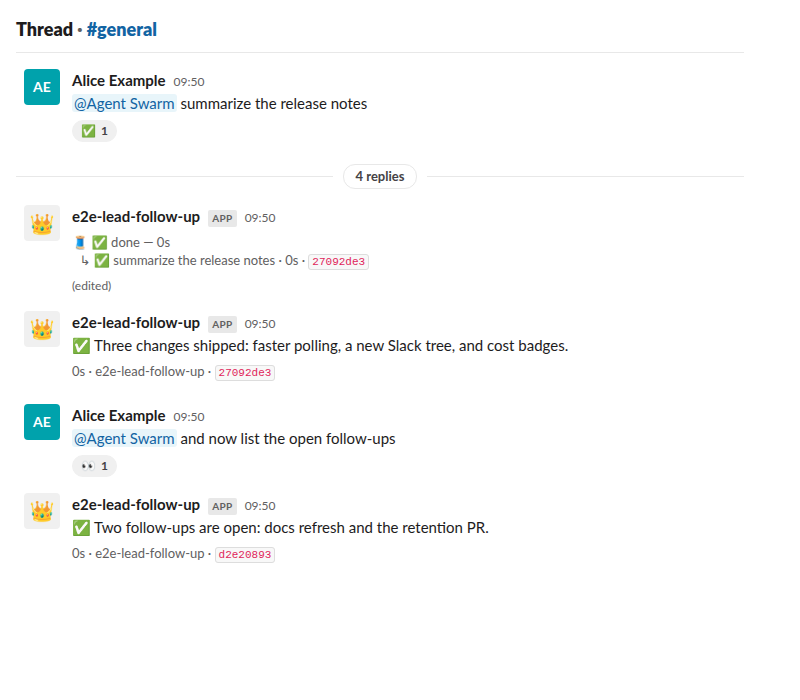 Thread • #general
AE
Alice Example 09:50
@Agent Swarm summarize the release notes
✅ 1
4 replies
e2e-lead-follow-up APP 09:50
🧵 ✅ done — 0s
↳ ✅ summarize the release notes · 0s · 27092de3
(edited)
e2e-lead-follow-up APP 09:50
✅ Three changes shipped: faster polling, a new Slack tree, and cost badges.
0s · e2e-lead-follow-up · 27092de3
AE
Alice Example 09:50
@Agent Swarm and now list the open follow-ups
👀 1
e2e-lead-follow-up APP 09:50
✅ Two follow-ups are open: docs refresh and the retention PR.
0s · e2e-lead-follow-up · d2e20893